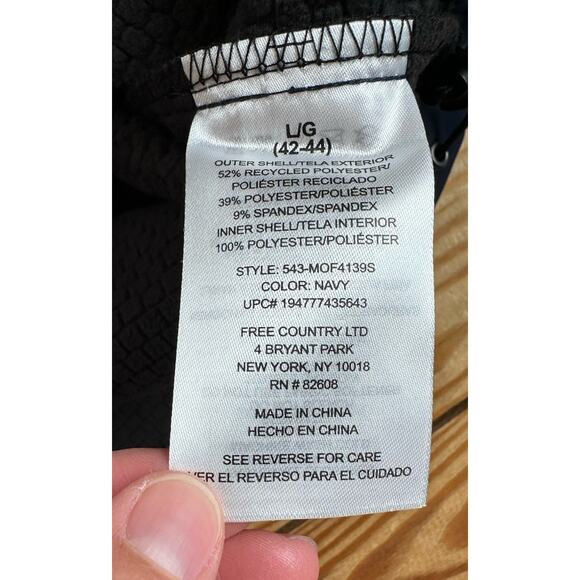 L/G
(42-44)
OUTER SHELL/TELA EXTERIOR
52% RECYCLED POLYESTER/
POLIÉSTER RECICLADO
39% POLYESTER/POLIÉSTER
9% SPANDEX/SPANDEX
INNER SHELL/TELA INTERIOR
100% POLYESTER/POLIÉSTER
STYLE: 543-MOF4139S
COLOR: NAVY
UPC# 194777435643
FREE COUNTRY LTD
4 BRYANT PARK
NEW YORK, NY 10018
RN # 82608
MADE IN CHINA
HECHO EN CHINA
SEE REVERSE FOR CARE
VER EL REVERSO PARA EL CUIDADO